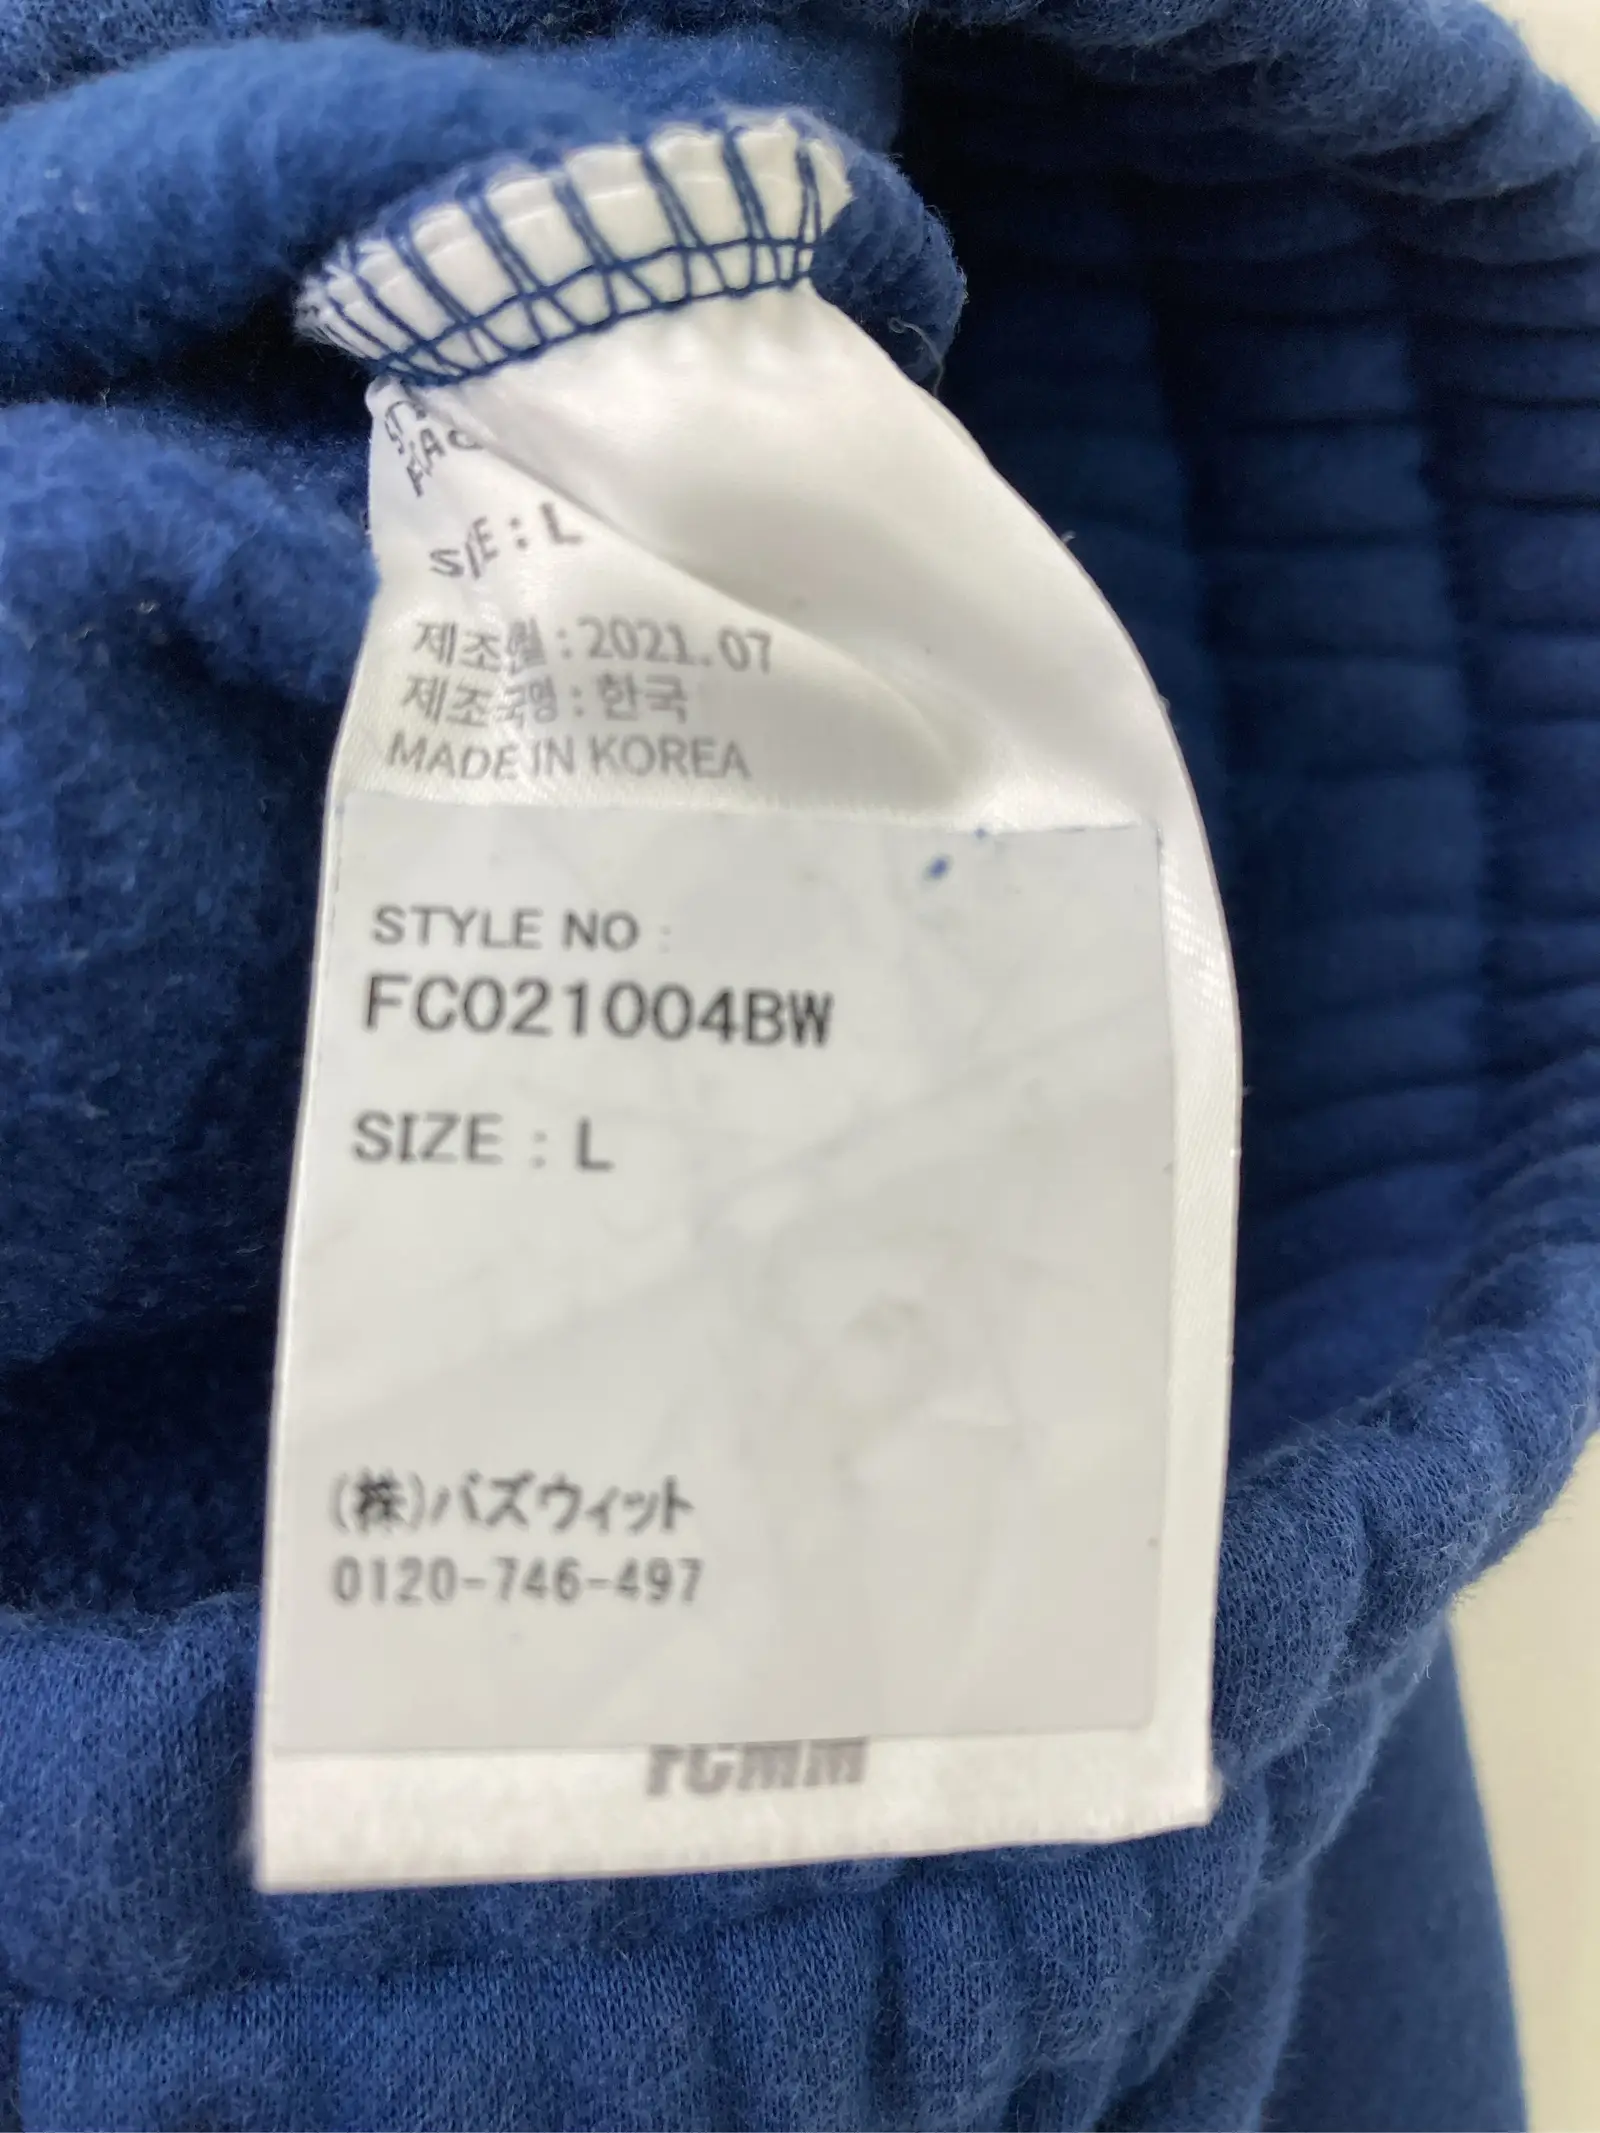 SIZE : L
제조월 : 2021.07
제조국명 : 한국
MADE IN KOREA
STYLE NO :
FC021004BW
SIZE : L
(株)バズウィット
0120-746-497
FCMM